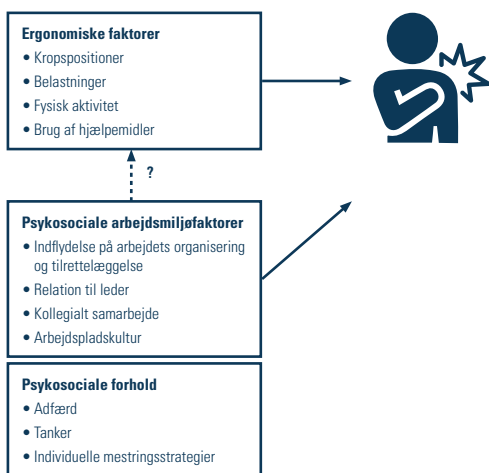 Ergonomiske faktorer
• Kropspositioner
• Belastninger
• Fysisk aktivitet
• Brug af hjælpemidler
?
Psykosociale arbejdsmiljøfaktorer
• Indflydelse på arbejdets organisering
og tilrettelæggelse
• Relation til leder
• Kollegialt samarbejde
• Arbejdspladskultur
Psykosociale forhold
• Adfærd
• Tanker
• Individuelle mestringsstrategier